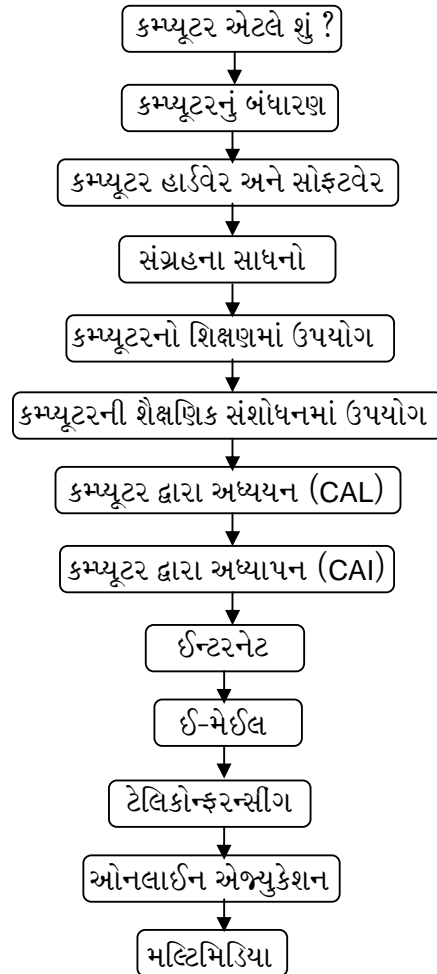 કમ્પ્યૂટર એટલે શું ?
કમ્પ્યૂટરનું બંધારણ
કમ્પ્યૂટર હાર્ડવેર અને સોફટવેર
સંગ્રહના સાધનો
કમ્પ્યૂટરનો શિક્ષણમાં ઉપયોગ
કમ્પ્યૂટરની શૈક્ષણિક સંશોધનમાં ઉપયોગ
કમ્પ્યૂટર દ્વારા અધ્યયન (CAL)
કમ્પ્યૂટર દ્વારા અધ્યાપન (CAI)
ઈન્ટરનેટ
ઈ-મેઈલ
ટેલિકોન્ફરન્સીંગ
ઓનલાઈન એજ્યુકેશન
મલ્ટિમિડિયા